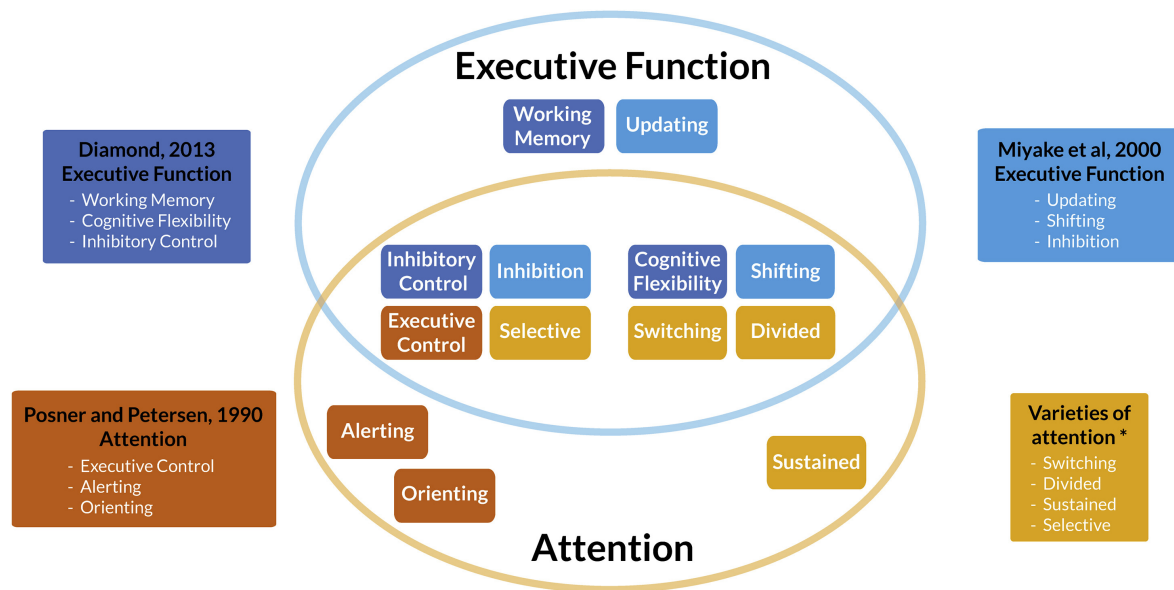 Executive Function
Working
Memory
Updating
Diamond, 2013
Executive Function
- Working Memory
- Cognitive Flexibility
- Inhibitory Control
Miyake et al, 2000
Executive Function
- Updating
- Shifting
- Inhibition
Inhibitory
Control
Inhibition
Cognitive
Flexibility
Shifting
Executive
Control
Selective
Switching
Divided
Posner and Petersen, 1990
Attention
- Executive Control
- Alerting
- Orienting
Alerting
Orienting
Sustained
Varieties of
attention *
- Switching
- Divided
- Sustained
- Selective
Attention